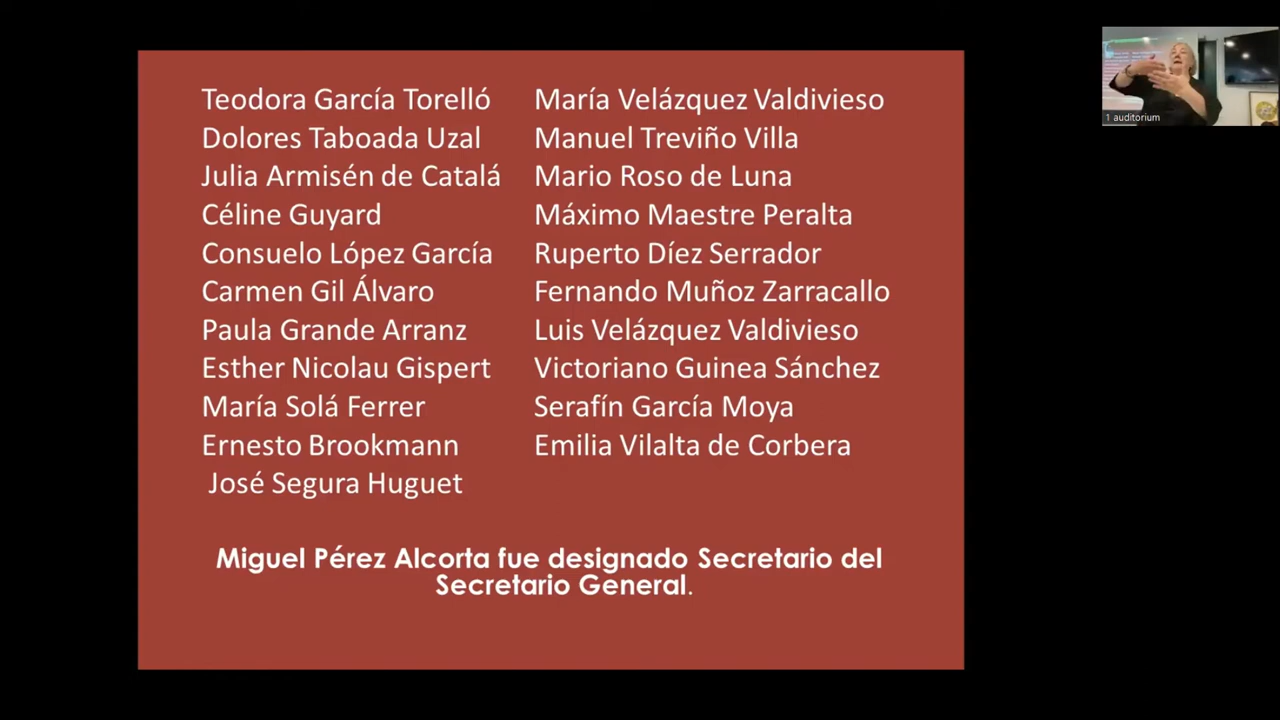 Teodora García Torelló
Dolores Taboada Uzal
Julia Armisén de Catalá
Céline Guyard
Consuelo López García
Carmen Gil Álvaro
Paula Grande Arranz
Esther Nicolau Gispert
María Solá Ferrer
Ernesto Brookmann
José Segura Huguet
María Velázquez Valdivieso
Manuel Treviño Villa
Mario Roso de Luna
Máximo Maestre Peralta
Ruperto Díez Serrador
Fernando Muñoz Zarracallo
Luis Velázquez Valdivieso
Victoriano Guinea Sánchez
Serafín García Moya
Emilia Vilalta de Corbera
Miguel Pérez Alcorta fue designado Secretario del
Secretario General.
1 auditorium